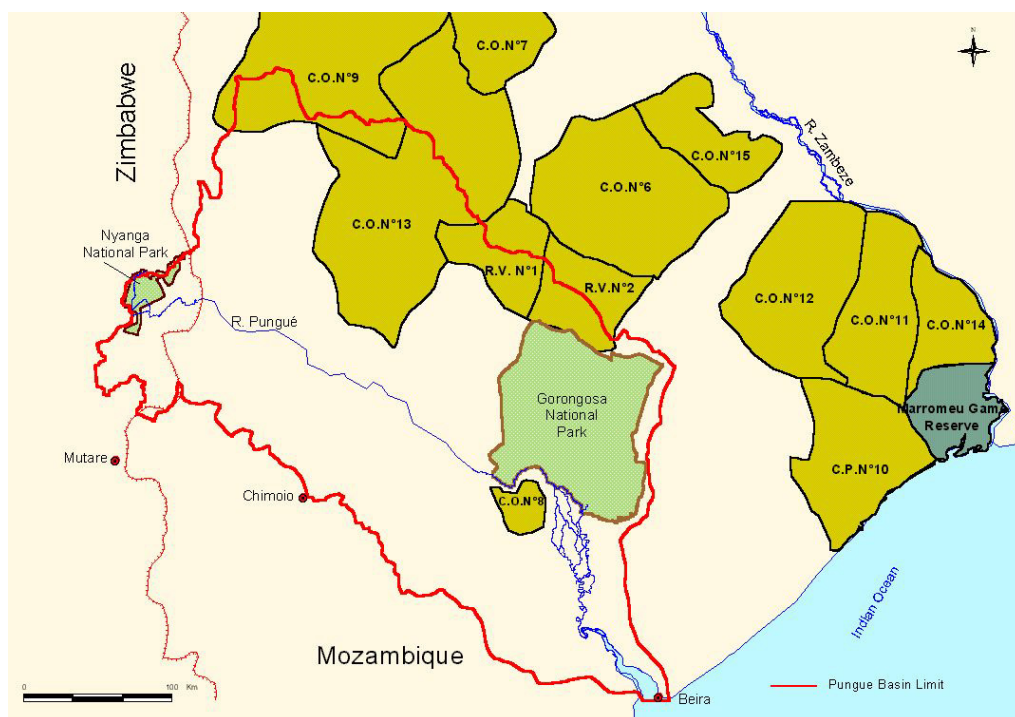 N
C.O.N°7
C.O.N°9
Zimbabwe
R. Zambeze
C.O.N°15
C.O.N°6
C.O.N°13
Nyanga
National Park
R.V. N°1
R.V.N°2
C.O.N°12
C.O.N°11
C.O.N°14
R. Pungué
Gorongosa
National
Park
Marromeu Game
Reserve
Mutare
C.P.N°10
Chimoio
C.O.N°8
Indian Ocean
Mozambique
0 100 Km
Beira
Pungue Basin Limit